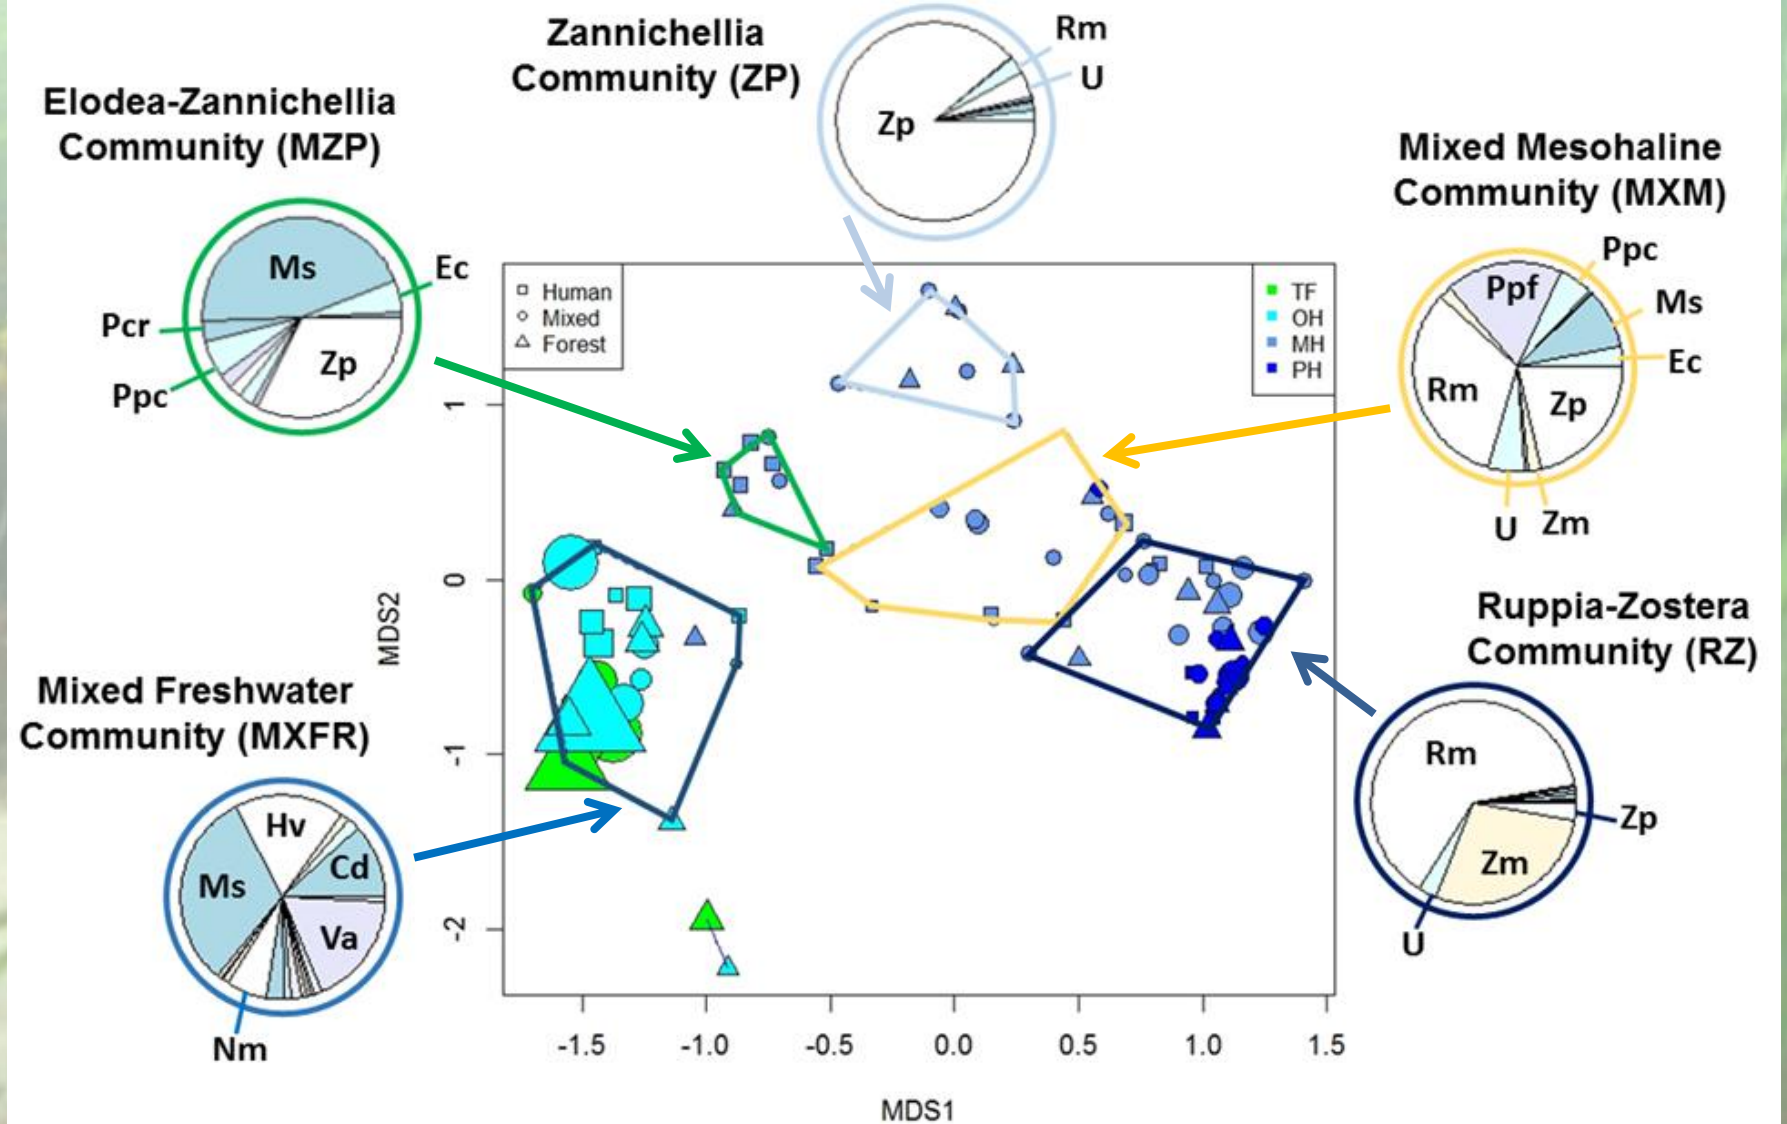 Zannichellia
Community (ZP)
Rm
U
Zp
Elodea-Zannichellia
Community (MZP)
Ms
Ec
Pcr
Zp
Ppc
Mixed Mesohaline
Community (MXM)
Ppc
Ppf
Ms
Ec
Rm
Zp
U
Zm
Human
Mixed
Forest
TF
OH
MH
PH
1
0
-1
-2
MDS2
-1.5
-1.0
-0.5
0.0
0.5
1.0
1.5
MDS1
Mixed Freshwater
Community (MXFR)
Hv
Cd
Ms
Va
Nm
Ruppia-Zostera
Community (RZ)
Rm
Zp
Zm
U